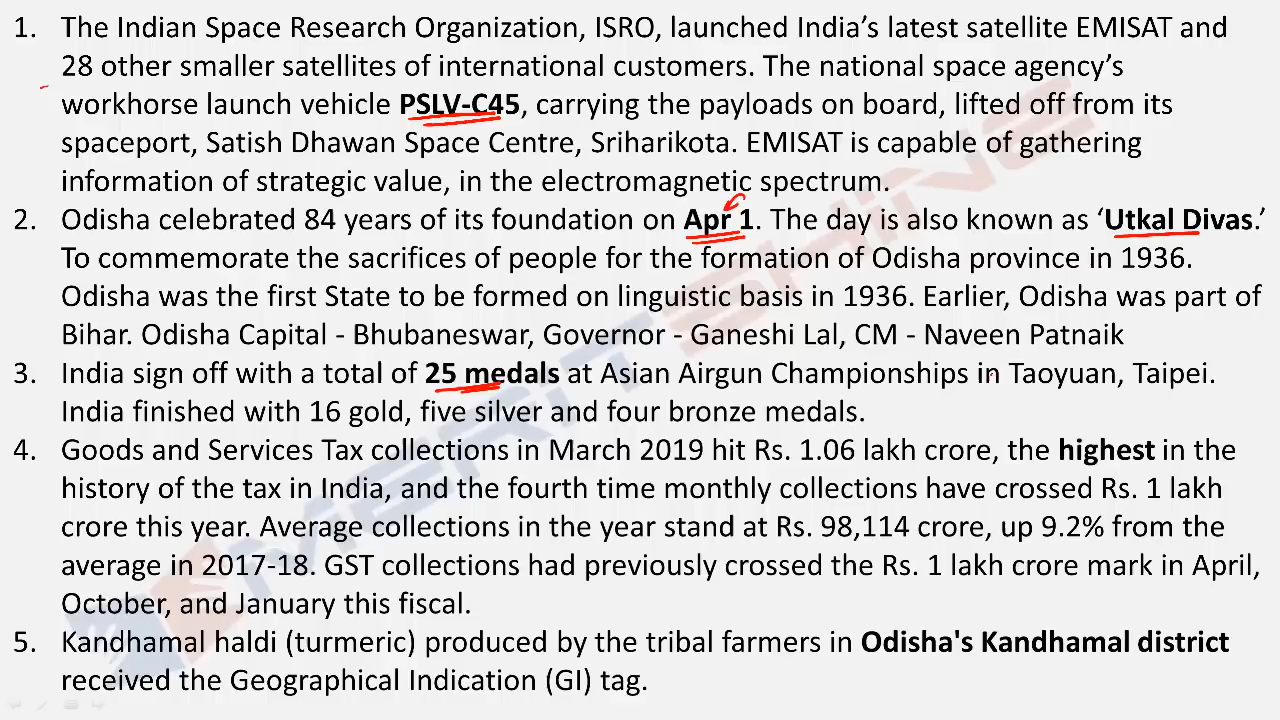 1. The Indian Space Research Organization, ISRO, launched India’s latest satellite EMISAT and
28 other smaller satellites of international customers. The national space agency’s
workhorse launch vehicle PSLV-C45, carrying the payloads on board, lifted off from its
spaceport, Satish Dhawan Space Centre, Sriharikota. EMISAT is capable of gathering
information of strategic value, in the electromagnetic spectrum.
2. Odisha celebrated 84 years of its foundation on Apr 1. The day is also known as ‘Utkal Divas.’
To commemorate the sacrifices of people for the formation of Odisha province in 1936.
Odisha was the first State to be formed on linguistic basis in 1936. Earlier, Odisha was part of
Bihar. Odisha Capital - Bhubaneswar, Governor - Ganeshi Lal, CM - Naveen Patnaik
3. India sign off with a total of 25 medals at Asian Airgun Championships in Taoyuan, Taipei.
India finished with 16 gold, five silver and four bronze medals.
4. Goods and Services Tax collections in March 2019 hit Rs. 1.06 lakh crore, the highest in the
history of the tax in India, and the fourth time monthly collections have crossed Rs. 1 lakh
crore this year. Average collections in the year stand at Rs. 98,114 crore, up 9.2% from the
average in 2017-18. GST collections had previously crossed the Rs. 1 lakh crore mark in April,
October, and January this fiscal.
5. Kandhamal haldi (turmeric) produced by the tribal farmers in Odisha's Kandhamal district
received the Geographical Indication (GI) tag.
MERITSHINE